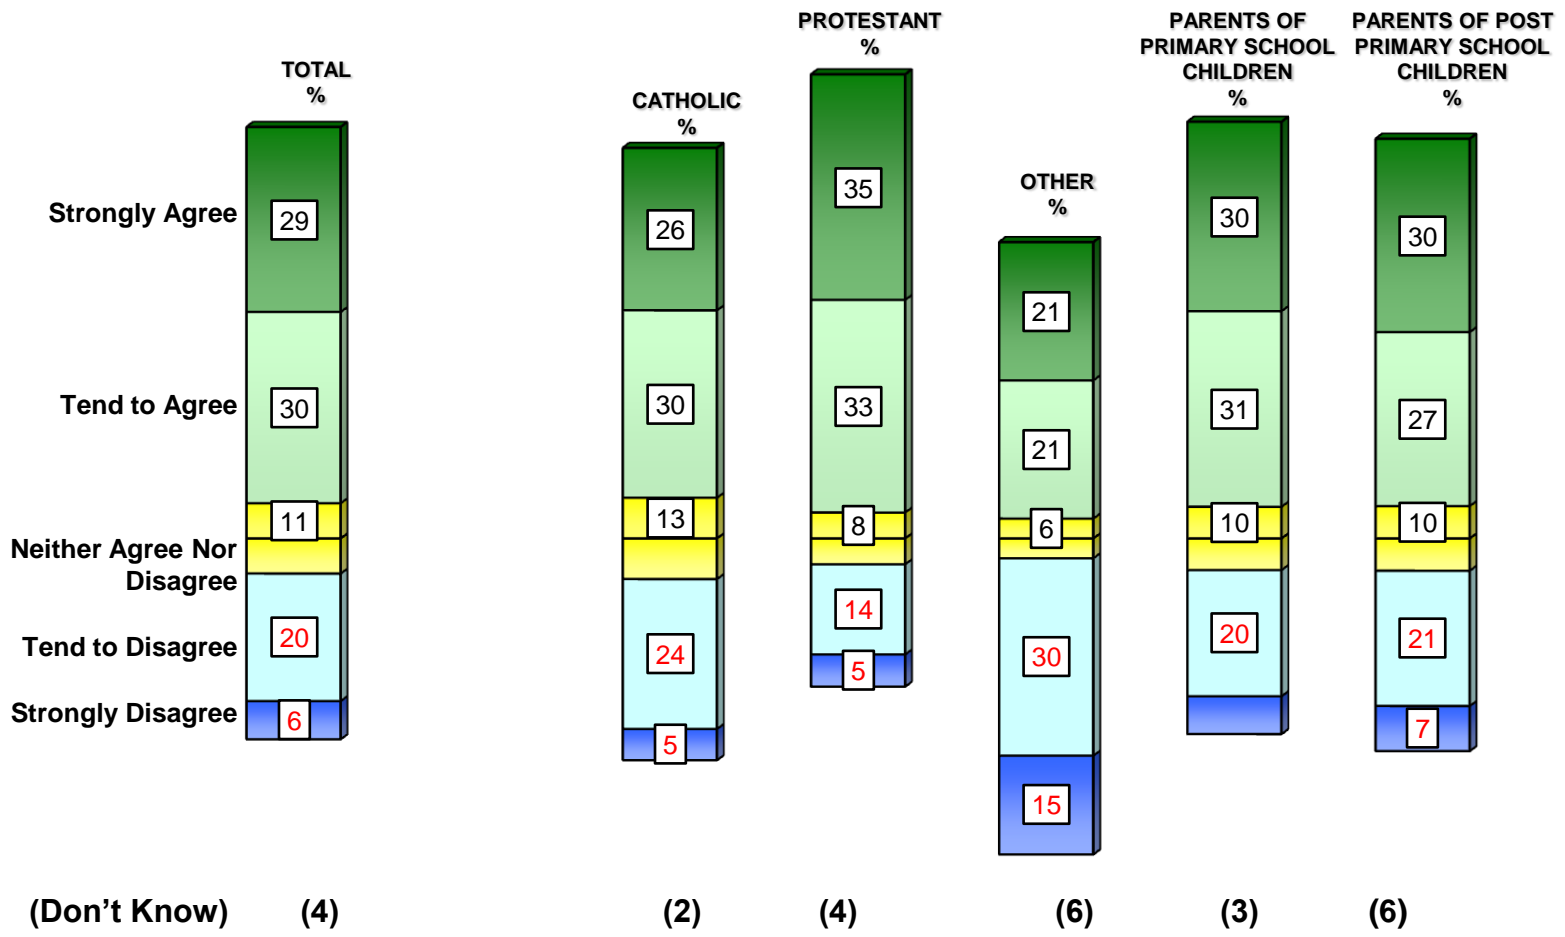 TOTAL
%
CATHOLIC
%
PROTESTANT
%
OTHER
%
PARENTS OF
PRIMARY SCHOOL
CHILDREN
%
PARENTS OF POST
PRIMARY SCHOOL
CHILDREN
%
Strongly Agree
29
26
35
21
30
30
Tend to Agree
30
30
33
21
31
27
Neither Agree Nor
Disagree
11
13
8
6
10
10
Tend to Disagree
20
24
14
30
20
21
Strongly Disagree
6
5
5
15
7
(Don't Know) (4) (2) (4) (6) (3) (6)